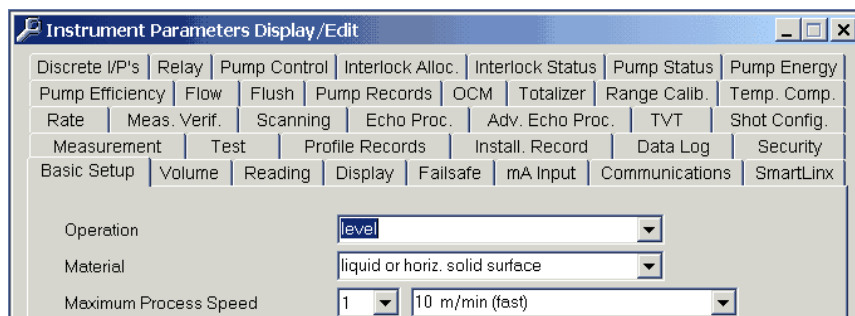 Instrument Parameters Display/Edit
Discrete I/P's Relay Pump Control Interlock Alloc. Interlock Status Pump Status Pump Energy
Pump Efficiency Flow Flush Pump Records OCM Totalizer Range Calib. Temp. Comp.
Rate Meas. Verif. Scanning Echo Proc. Adv. Echo Proc. TVT Shot Config.
Measurement Test Profile Records Install. Record Data Log Security
Basic Setup Volume Reading Display Failsafe mA Input Communications SmartLinx
Operation level
Material liquid or horiz. solid surface
Maximum Process Speed 1 10 m/min (fast)